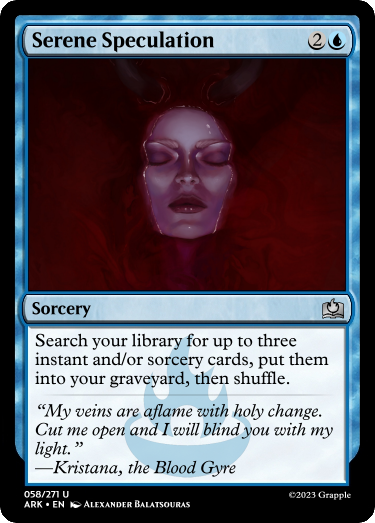 Serene Speculation 2
Sorcery
Search your library for up to three
instant and/or sorcery cards, put them
into your graveyard, then shuffle.
“My veins are aflame with holy change.
Cut me open and I will blind you with my
light.”
—Kristana, the Blood Gyre
058/271 U
ARK • EN Alexander Balatsouras
©2023 Grapple